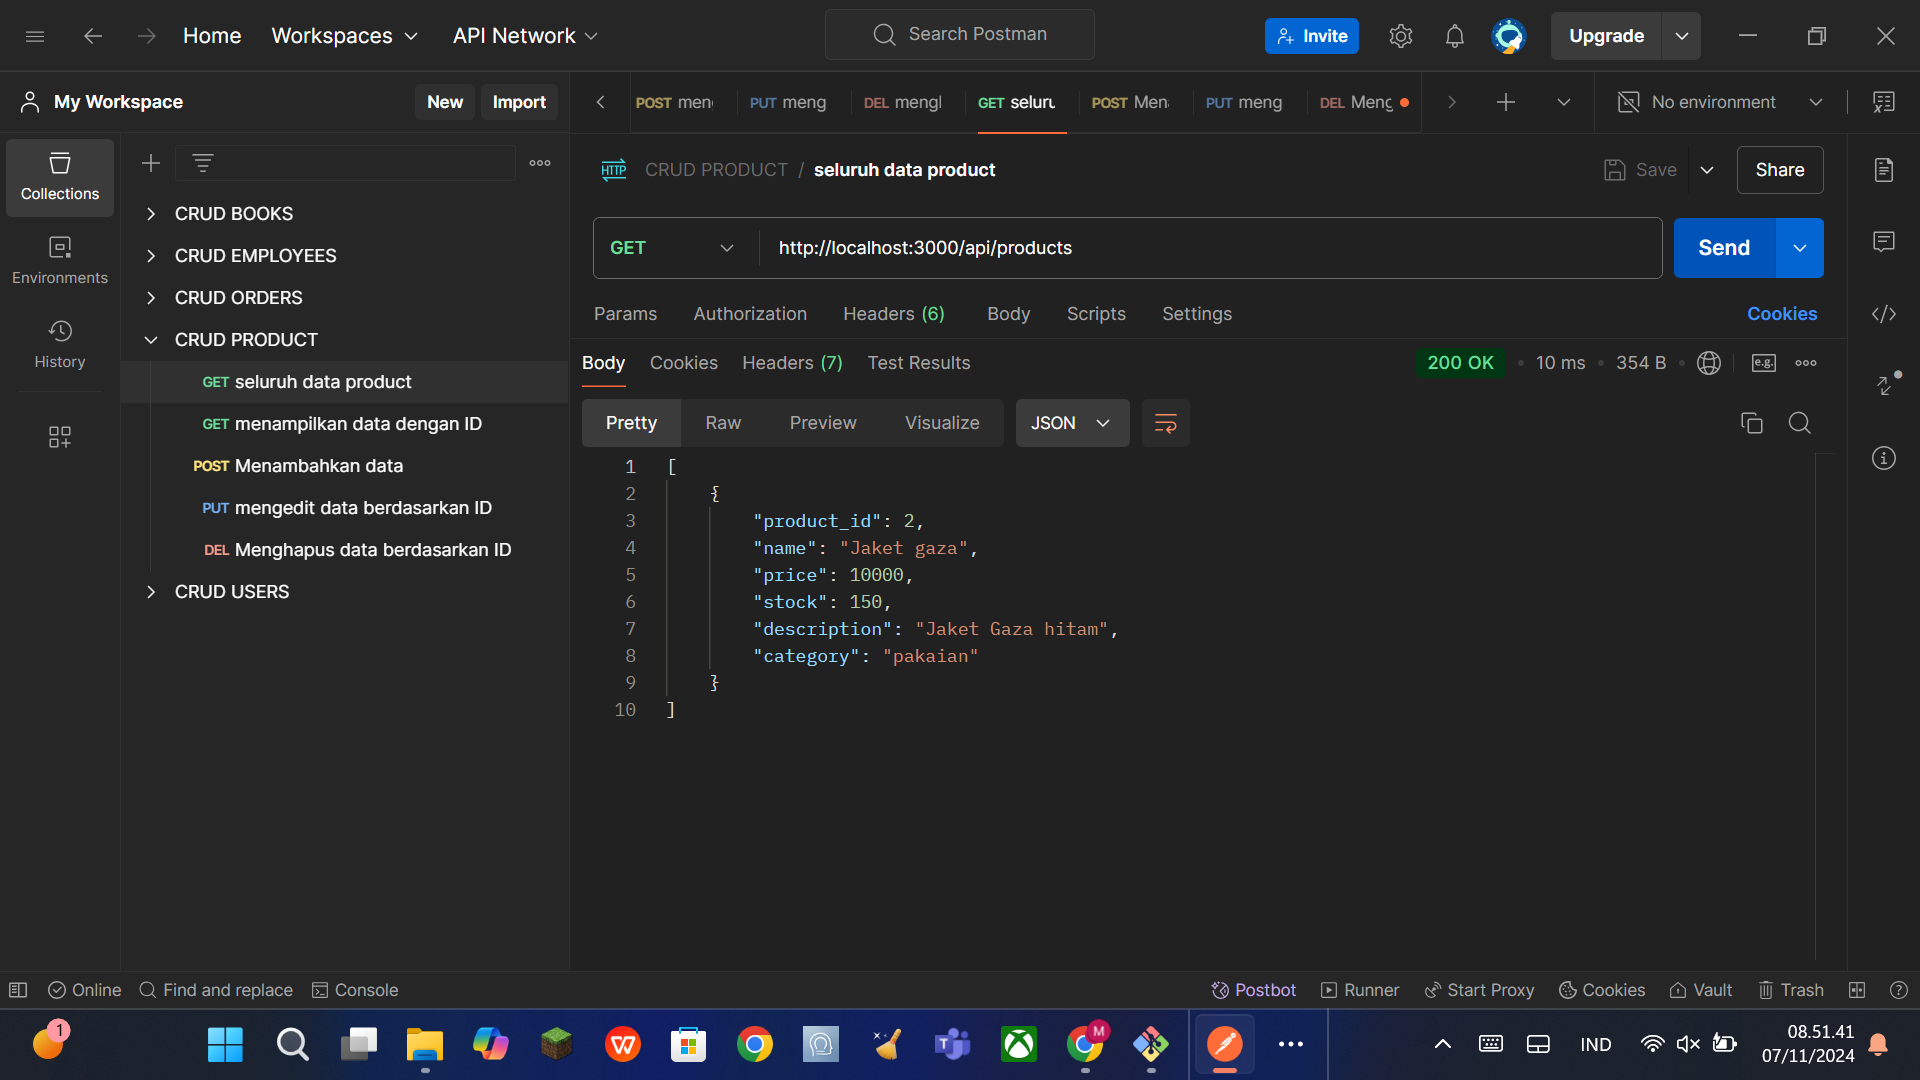 Home Workspaces API Network Search Postman Invite Upgrade
My Workspace New Import
POST men PUT meng DEL mengl GET selur POST Men PUT meng DEL Meng No environment
Collections
Environments
History
CRUD BOOKS
CRUD EMPLOYEES
CRUD ORDERS
CRUD PRODUCT
GET seluruh data product
GET menampilkan data dengan ID
POST Menambahkan data
PUT mengedit data berdasarkan ID
DEL Menghapus data berdasarkan ID
CRUD USERS
HTTP CRUD PRODUCT / seluruh data product Save Share
GET http://localhost:3000/api/products Send
Params Authorization Headers (6) Body Scripts Settings Cookies
Body Cookies Headers (7) Test Results 200 OK • 10 ms • 354 B • e.g.
Pretty Raw Preview Visualize JSON
1 [
2 {
3 "product_id": 2,
4 "name": "Jaket gaza",
5 "price": 10000,
6 "stock": 150,
7 "description": "Jaket Gaza hitam",
8 "category": "pakaian"
9 }
10 ]
Online Find and replace Console Postbot Runner Start Proxy Cookies Vault Trash
1 M IND 08.51.41
07/11/2024